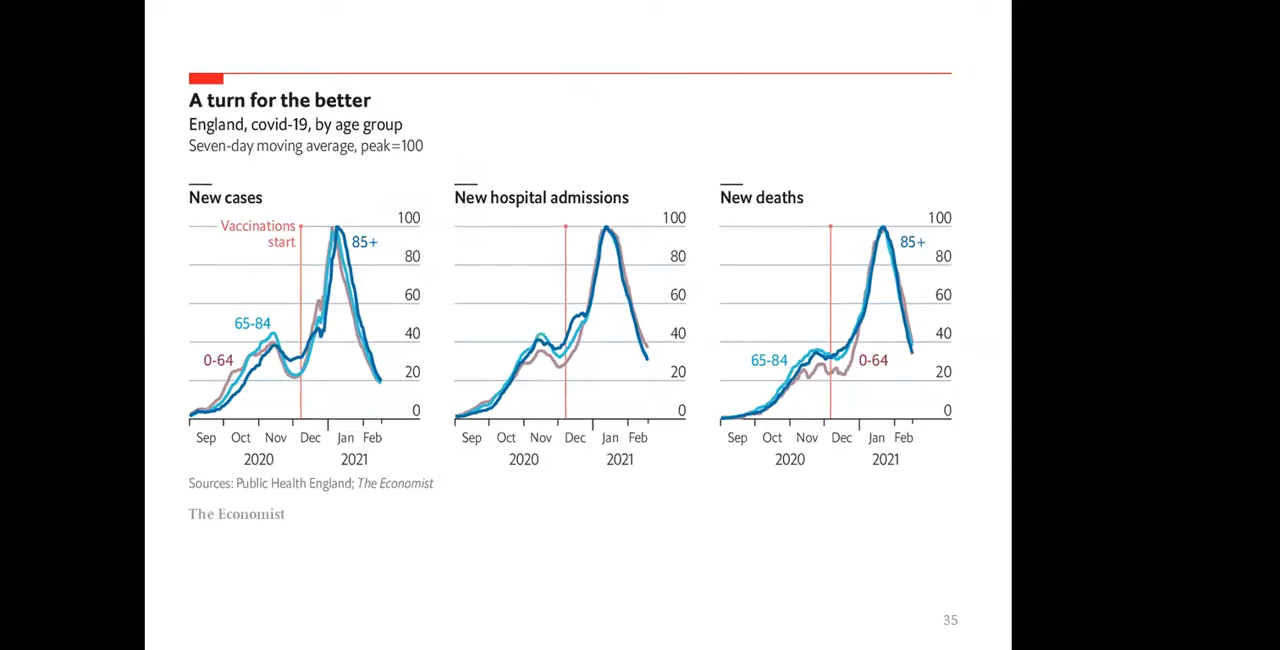 A turn for the better
England, covid-19, by age group
Seven-day moving average, peak=100
New cases
Vaccinations
start
100
85+
80
60
65-84
40
0-64
20
0
Sep Oct Nov Dec Jan Feb
2020 2021
New hospital admissions
100
80
60
40
20
0
Sep Oct Nov Dec Jan Feb
2020 2021
New deaths
100
85+
80
60
40
65-84 0-64
20
0
Sep Oct Nov Dec Jan Feb
2020 2021
Sources: Public Health England; The Economist
The Economist
35